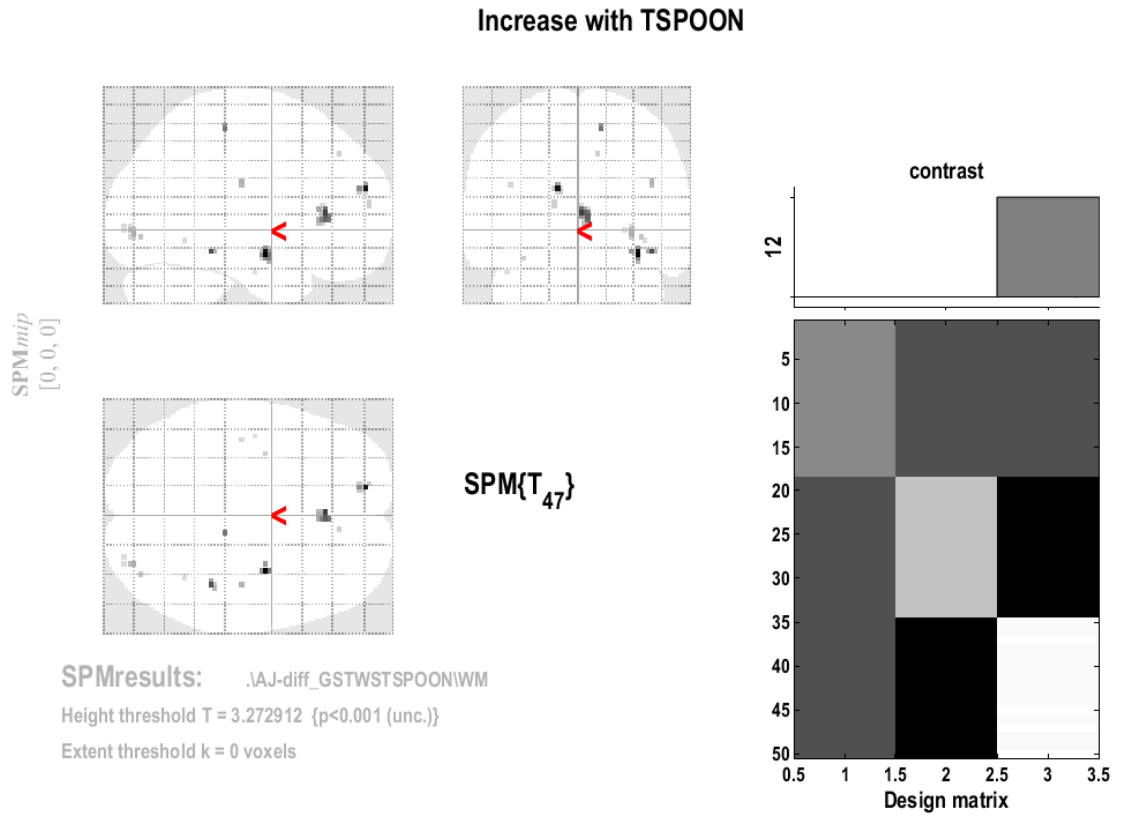 Increase with TSPOON
SPMmip
[0, 0, 0]
<
<
<
SPM{T47}
contrast
12
5
10
15
20
25
30
35
40
45
50
0.5 1 1.5 2 2.5 3 3.5
Design matrix
SPMresults: .\AJ-diff_GSTWSTSPOON\WM
Height threshold T = 3.272912 {p<0.001 (unc.)}
Extent threshold k = 0 voxels